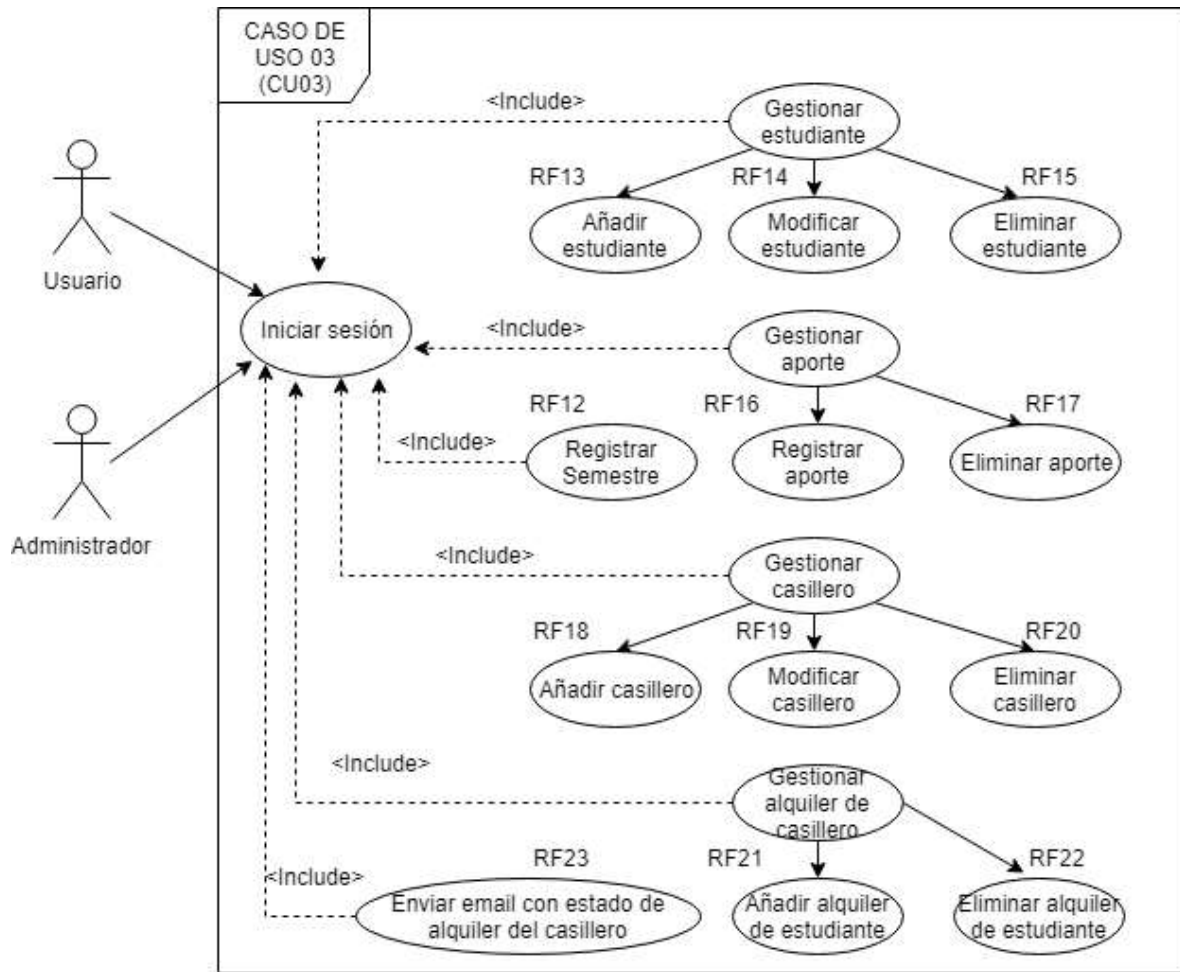 CASO DE
USO 03
(CU03)
<Include>
Gestionar
estudiante
RF13
RF14
RF15
Añadir
estudiante
Modificar
estudiante
Eliminar
estudiante
Usuario
Iniciar sesión
<Include>
Gestionar
aporte
RF12
RF16
RF17
<Include>
Registrar
Semestre
Registrar
aporte
Eliminar aporte
Administrador
<Include>
Gestionar
casillero
RF18
RF19
RF20
Añadir casillero
Modificar
casillero
Eliminar
casillero
<Include>
Gestionar
alquiler de
casillero
RF23
RF21
RF22
<Include>
Enviar email con estado de
alquiler del casillero
Añadir alquiler
de estudiante
Eliminar alquiler
de estudiante